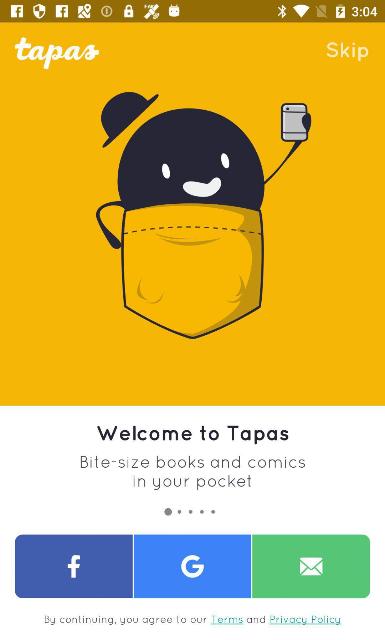 3:04
tapas
Skip
Welcome to Tapas
Bite-size books and comics
in your pocket
f
G
By continuing, you agree to our Terms and Privacy Policy